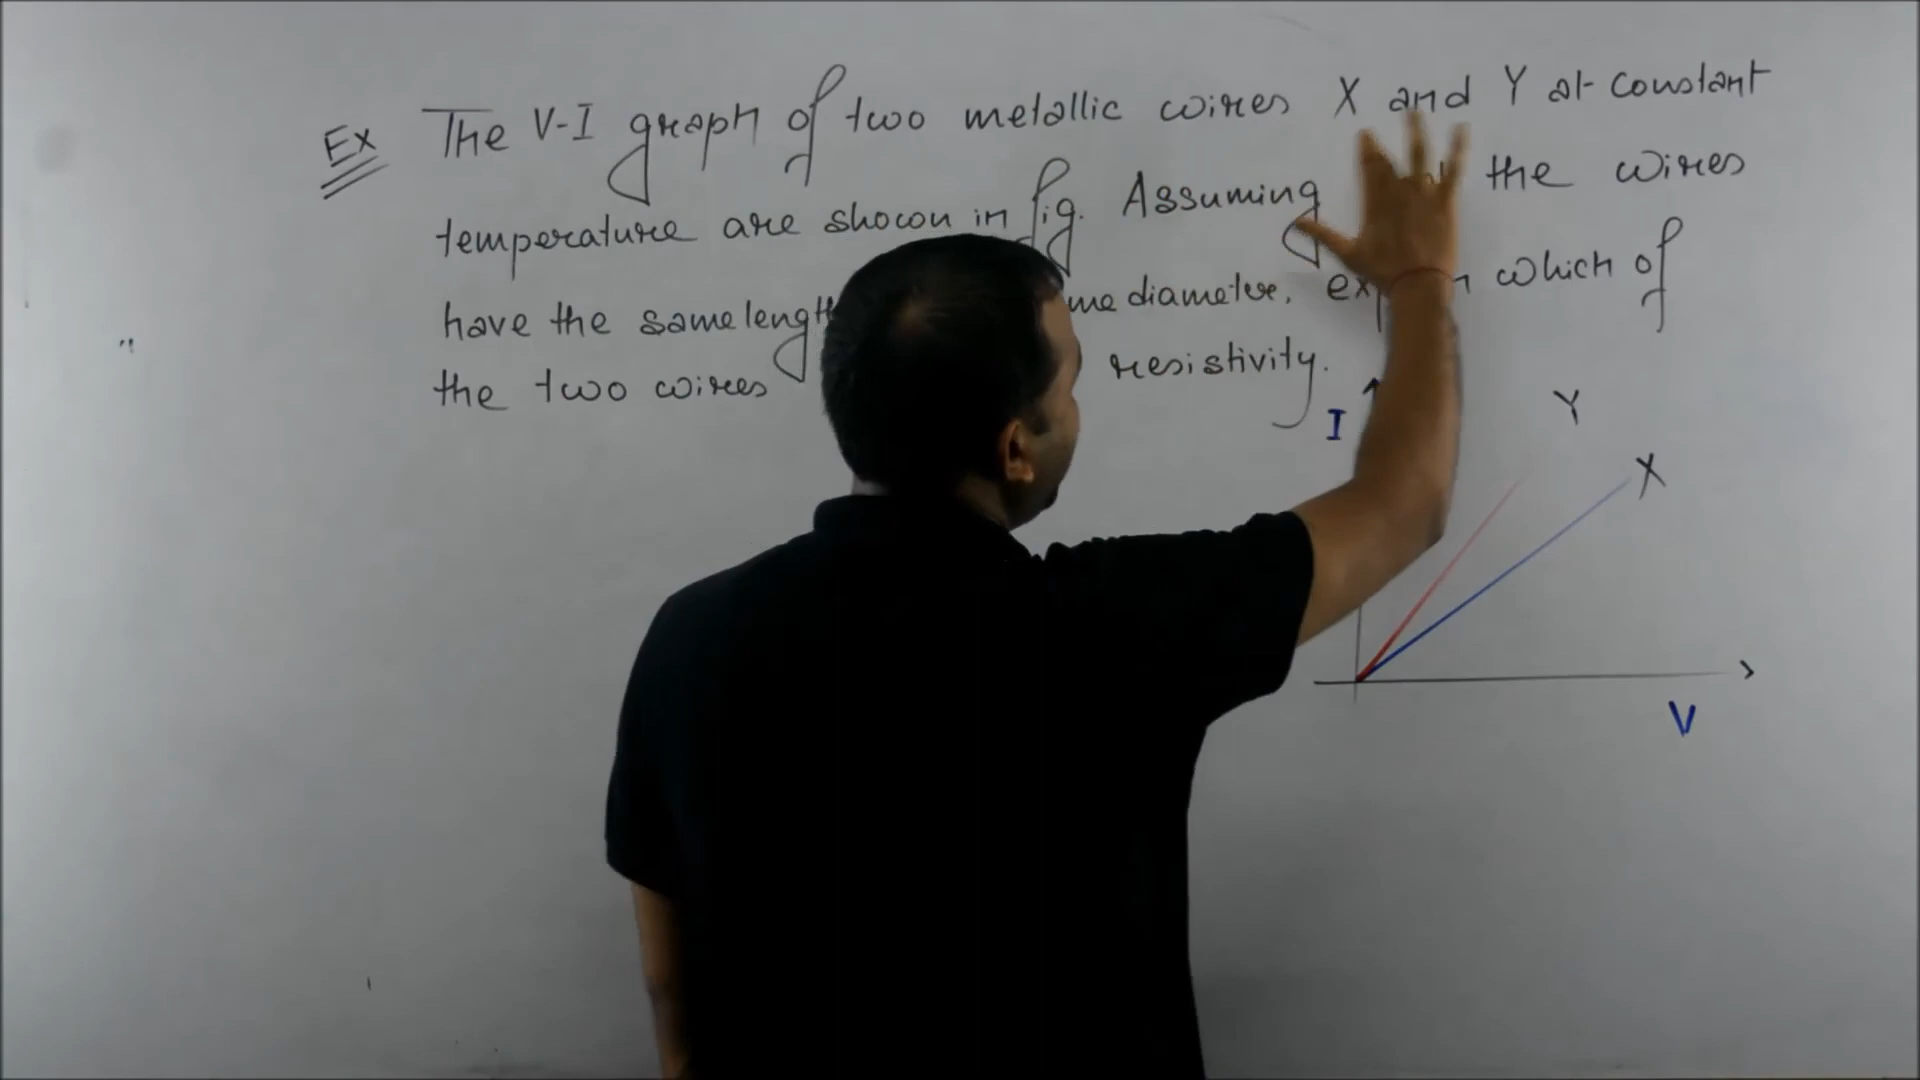 Ex The V-I graph of two metallic wires X and Y at constant
temperature are shown in fig. Assuming the wires
have the same length me diameter, which of
the two wires resistivity.
I
Y
X
V